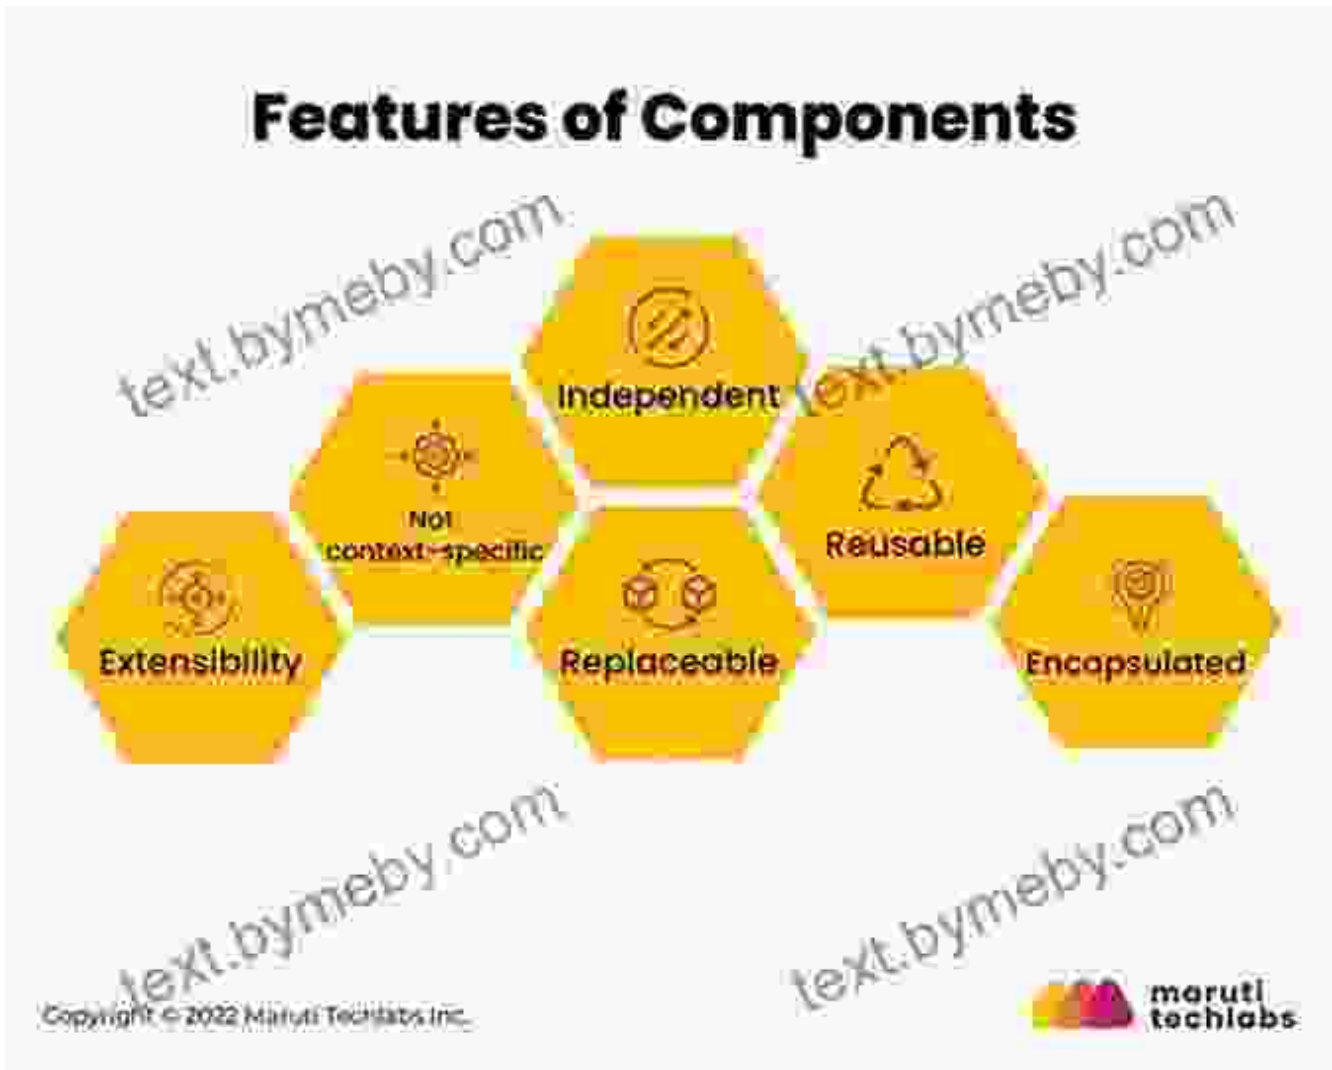 Features of Components
text.bymeby.com
text.bymeby.com
Independent
Not
context-specific
Reusable
Extensibility
Replaceable
Encapsulated
text.bymeby.com
text.bymeby.com
Copyright © 2022 Maruti Techlabs Inc.
maruti
techlabs